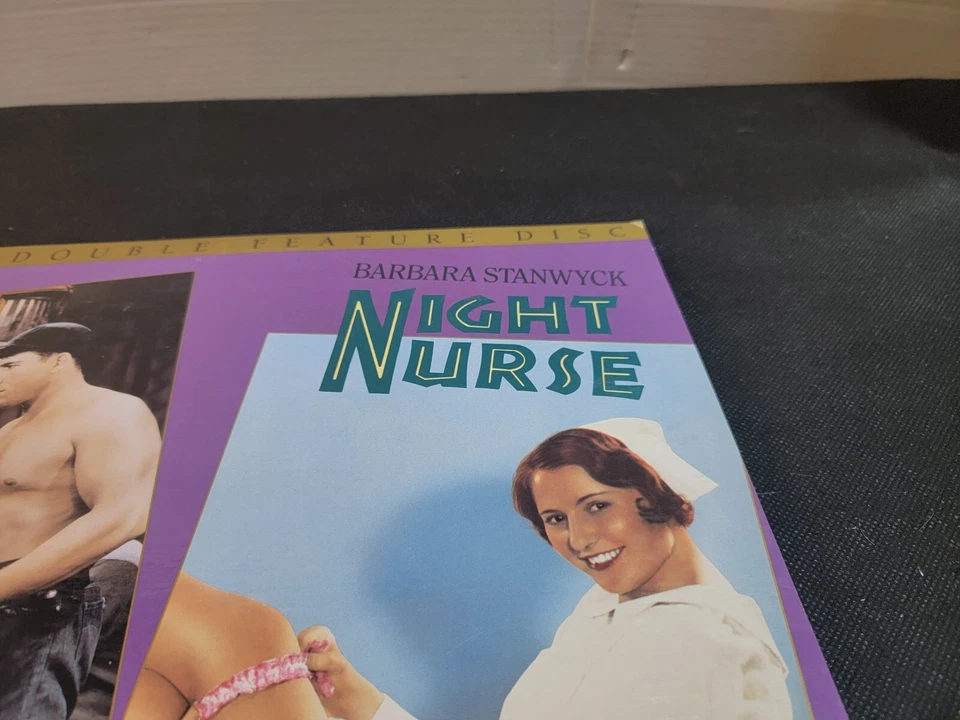 DOUBLE FEATURE DISC
BARBARA STANWYCK
NIGHT
NURSE